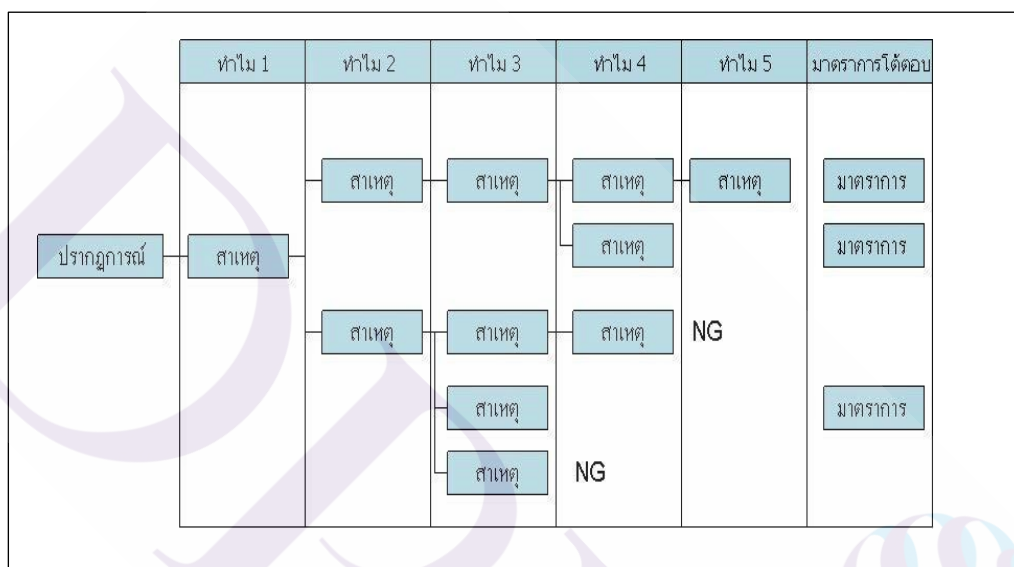 ทำไม 1 ทำไม 2 ทำไม 3 ทำไม 4 ทำไม 5 มาตราการโต้ตอบ
สาเหตุ สาเหตุ สาเหตุ สาเหตุ มาตราการ
สาเหตุ มาตราการ
ปรากฏการณ์ สาเหตุ
สาเหตุ สาเหตุ สาเหตุ NG
สาเหตุ มาตราการ
สาเหตุ NG